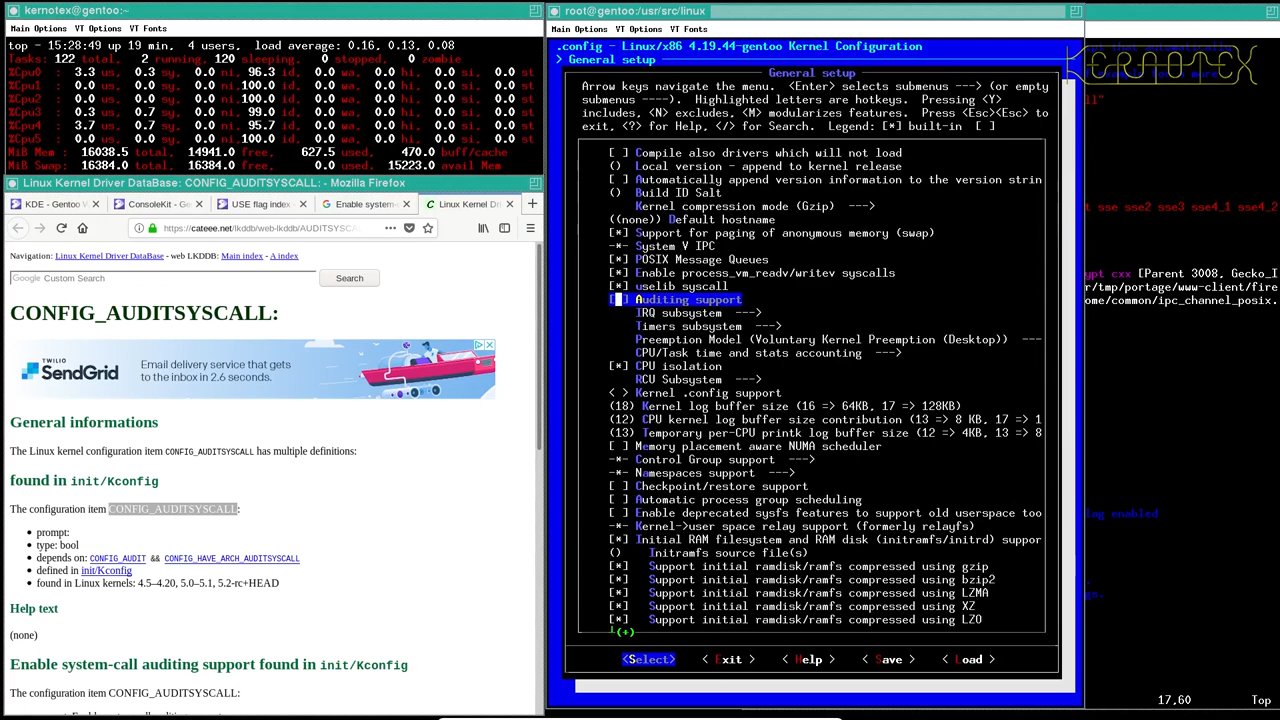 kernotex@gentoo:~
Main Options VT Options VT Fonts
top - 15:28:49 up 19 min, 4 users, load average: 0.16, 0.13, 0.08
Tasks: 122 total, 2 running, 120 sleeping, 0 stopped, 0 zombie
%Cpu0 : 3.3 us, 0.3 sy, 0.0 ni, 96.3 id, 0.0 wa, 0.0 hi, 0.0 si, 0.0 st
%Cpu1 : 0.0 us, 0.0 sy, 0.0 ni,100.0 id, 0.0 wa, 0.0 hi, 0.0 si, 0.0 st
%Cpu2 : 0.0 us, 0.0 sy, 0.0 ni,100.0 id, 0.0 wa, 0.0 hi, 0.0 si, 0.0 st
%Cpu3 : 0.3 us, 0.7 sy, 0.0 ni, 99.0 id, 0.0 wa, 0.0 hi, 0.0 si, 0.0 st
%Cpu4 : 3.7 us, 0.7 sy, 0.0 ni, 95.7 id, 0.0 wa, 0.0 hi, 0.0 si, 0.0 st
%Cpu5 : 0.0 us, 0.0 sy, 0.0 ni,100.0 id, 0.0 wa, 0.0 hi, 0.0 si, 0.0 st
MiB Mem : 16038.5 total, 14941.0 free, 627.5 used, 470.0 buff/cache
MiB Swap: 16384.0 total, 16384.0 free, 0.0 used. 15223.0 avail Mem
Linux Kernel Driver DataBase: CONFIG_AUDITSYSCALL: - Mozilla Firefox
KDE - Gentoo W
ConsoleKit - Ge
USE flag index -
Enable system-c
Linux Kernel Dri
https://cateee.net/lkddb/web-lkddb/AUDITSYSCA
Navigation: Linux Kernel DataBase - web LKDDB: Main index - A index
Google Custom Search
Search
CONFIG_AUDITSYSCALL:
TWILIO
SendGrid
Email delivery service that gets
to the inbox in 2.6 seconds.
General informations
The Linux kernel configuration item CONFIG_AUDITSYSCALL has multiple definitions:
found in init/Kconfig
The configuration item CONFIG_AUDITSYSCALL:
• prompt:
• type: bool
• depends on: CONFIG_AUDIT && CONFIG_HAVE_ARCH_AUDITSYSCALL
• defined in init/Kconfig
• found in Linux kernels: 4.5–4.20, 5.0–5.1, 5.2-rc+HEAD
Help text
(none)
Enable system-call auditing support found in init/Kconfig
The configuration item CONFIG_AUDITSYSCALL:
root@gentoo:/usr/src/linux
Main Options VT Options VT Fonts
.config - Linux/x86 4.19.44-gentoo Kernel Configuration
> General setup
General setup
Arrow keys navigate the menu. <Enter> selects submenus ---> (or empty
submenus ----). Highlighted letters are hotkeys. Pressing <Y>
includes, <N> excludes, <M> modularizes features. Press <Esc><Esc> to
exit, <?> for Help, </> for Search. Legend: [*] built-in [ ]
[ ] Compile also drivers which will not load
() Local version - append to kernel release
[ ] Automatically append version information to the version strin
() Build ID Salt
Kernel compression mode (Gzip) --->
((none)) Default hostname
[*] Support for paging of anonymous memory (swap)
-*- System V IPC
[*] POSIX Message Queues
[*] Enable process_vm_readv/writev syscalls
[*] uselib syscall
[ ] Auditing support
IRQ subsystem --->
Timers subsystem --->
Preemption Model (Voluntary Kernel Preemption (Desktop)) ---
CPU/Task time and stats accounting --->
[*] CPU isolation
RCU Subsystem --->
< > Kernel .config support
(18) Kernel log buffer size (16 => 64KB, 17 => 128KB)
(12) CPU kernel log buffer size contribution (13 => 8 KB, 17 => 1
(13) Temporary per-CPU printk log buffer size (12 => 4KB, 13 => 8
[ ] Memory placement aware NUMA scheduler
-*- Control Group support --->
-*- Namespaces support --->
[ ] Checkpoint/restore support
[ ] Automatic process group scheduling
[ ] Enable deprecated sysfs features to support old userspace too
-*- Kernel->user space relay support (formerly relayfs)
[*] Initial RAM filesystem and RAM disk (initramfs/initrd) suppor
() Initramfs source file(s)
[*] Support initial ramdisk/ramfs compressed using gzip
[*] Support initial ramdisk/ramfs compressed using bzip2
[*] Support initial ramdisk/ramfs compressed using LZMA
[*] Support initial ramdisk/ramfs compressed using XZ
[*] Support initial ramdisk/ramfs compressed using LZO
(+)
<Select> < Exit > < Help > < Save > < Load >
KERNOTEX
t sse sse2 sse3 sse4_1 sse4_2
ypt cxx [Parent 3008, Gecko_I
r/tmp/portage/www-client/fire
ome/common/ipc_channel_posix.
lag enabled
17,60 Top